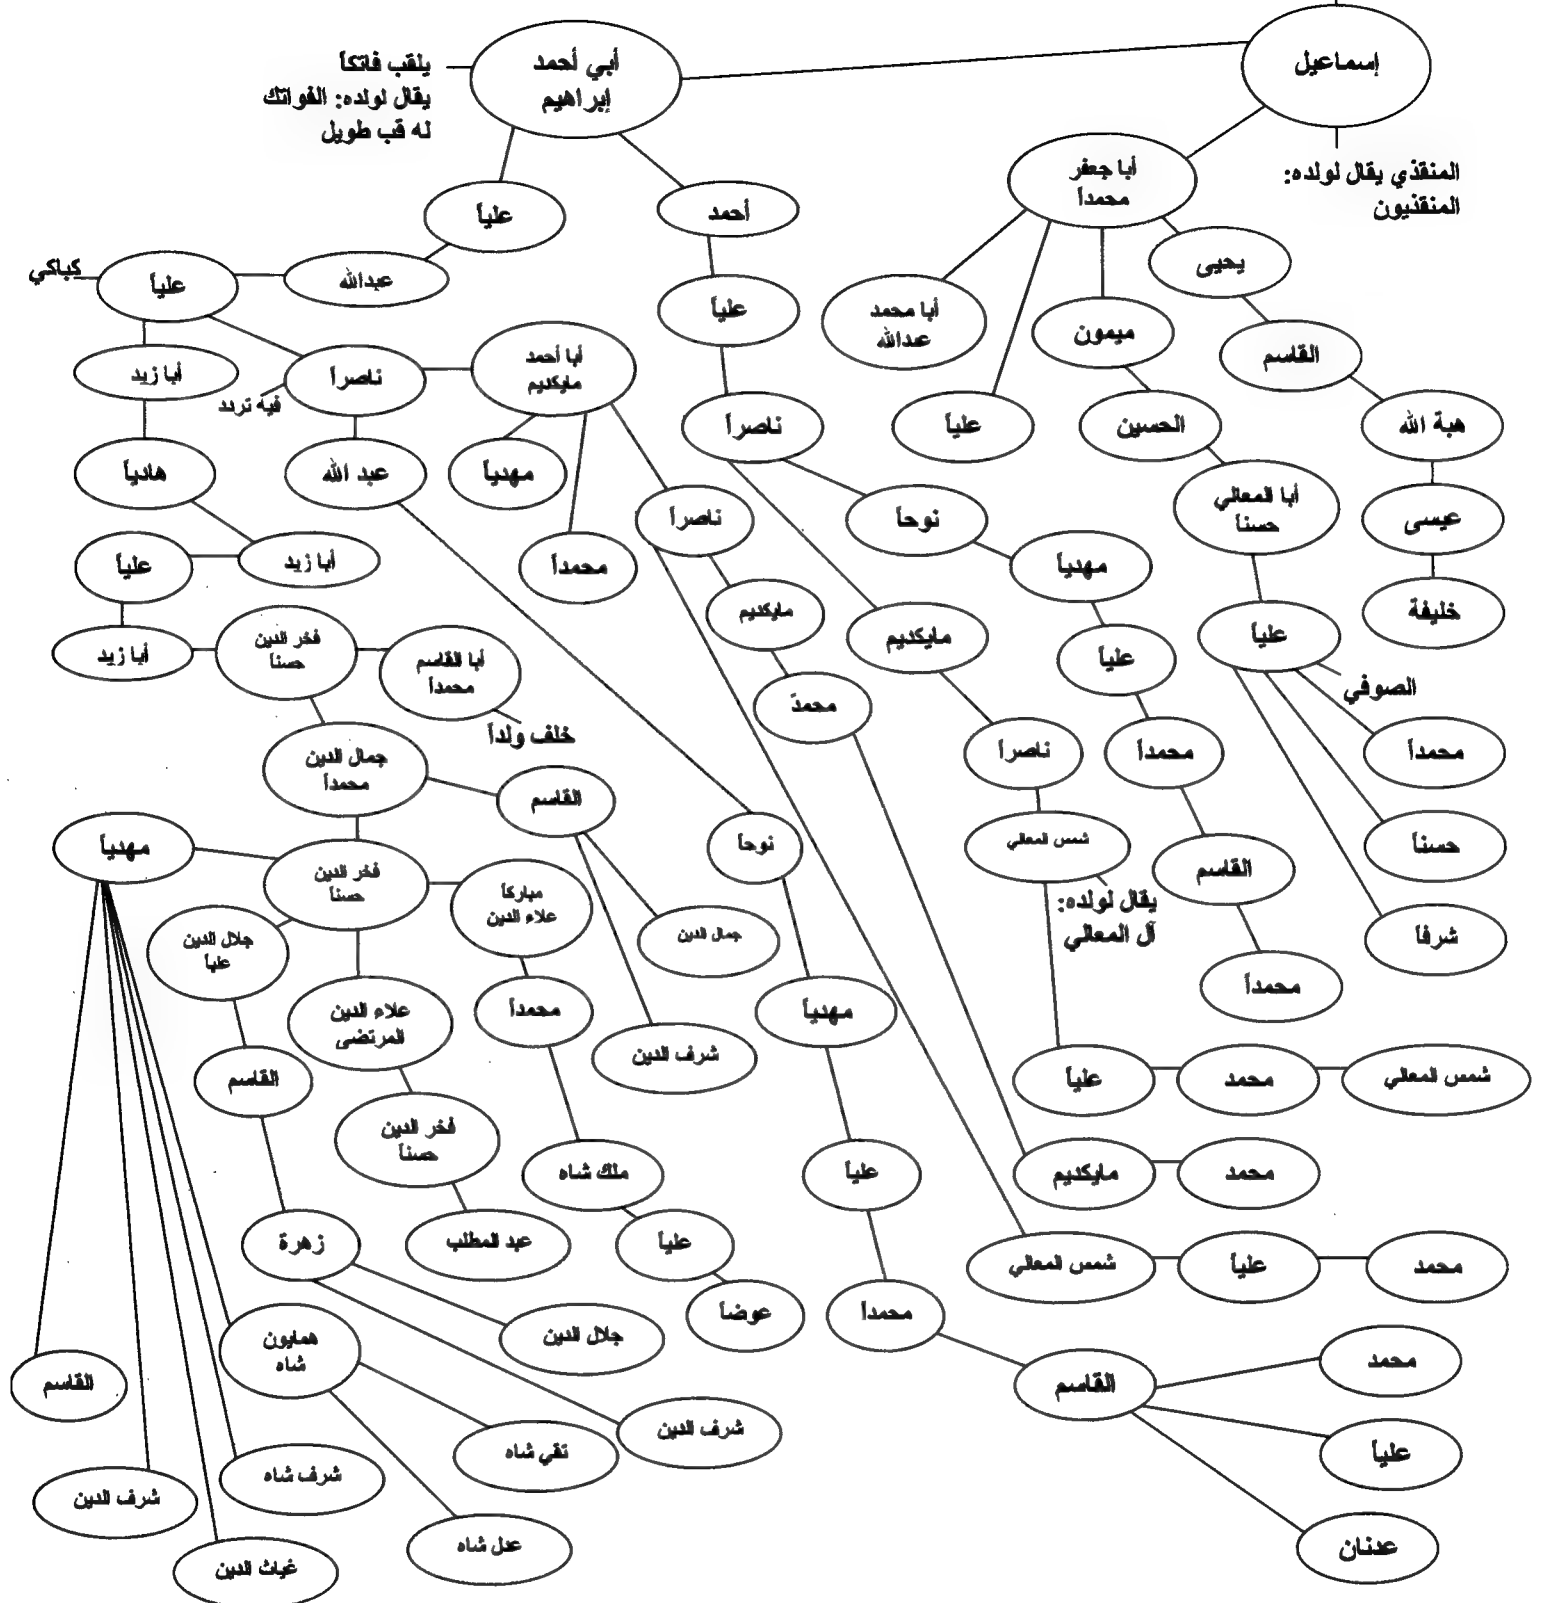 إسماعيل
المنقذي يقال لولده:
المنقذيون
أبي أحمد
إبراهيم
يلقب فاتكاً
يقال لولده: الفواتك
له قب طويل
أبا جعفر
محمداً
يحيى
القاسم
هبة الله
عيسى
خليفة
ميمون
الحسين
أبا المعالي
حسناً
علياً
الصوفي
محمداً
حسناً
شرفاً
علياً
أبا محمد
عبدالله
أحمد
علياً
ناصراً
نوحاً
مهدياً
علياً
محمداً
القاسم
محمداً
مايكديم
ناصراً
شمس المعالي
يقال لولده:
آل المعالي
علياً
محمد
شمس المعالي
علياً
عبدالله
علياً
كباكي
ناصراً
فيه تردد
أبا أحمد
مايكديم
مهدياً
محمداً
ناصراً
مايكديم
محمدً
مايكديم
محمد
شمس المعالي
علياً
محمد
عبد الله
نوحاً
مهدياً
علياً
محمداً
القاسم
محمد
علياً
عدنان
أبا زيد
هادياً
أبا زيد
علياً
أبا زيد
فخر الدين
حسناً
أبا القاسم
محمداً
خلف ولداً
جمال الدين
محمداً
القاسم
جمال الدين
شرف الدين
فخر الدين
حسناً
مباركاً
علاء الدين
محمداً
ملك شاه
علياً
عوضاً
علاء الدين
المرتضى
فخر الدين
حسناً
عبد المطلب
جلال الدين
علياً
القاسم
زهرة
جلال الدين
شرف الدين
مهدياً
همايون
شاه
تقي شاه
عدل شاه
شرف شاه
غياث الدين
شرف الدين
القاسم